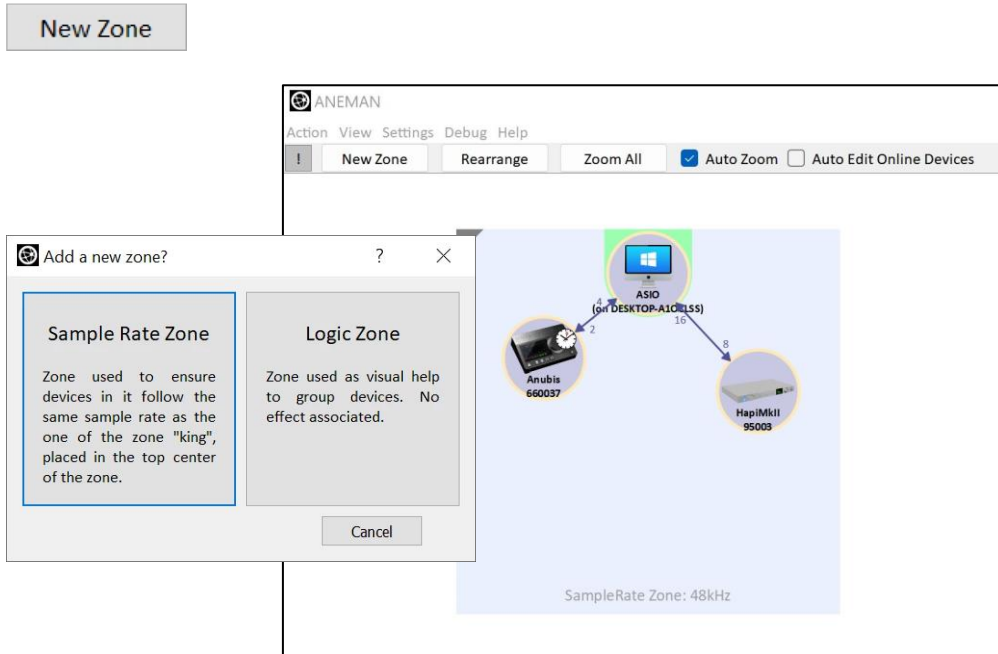 New Zone
ANEMAN
Action View Settings Debug Help
! New Zone Rearrange Zoom All Auto Zoom Auto Edit Online Devices
Add a new zone? ?
Sample Rate Zone
Zone used to ensure
devices in it follow the
same sample rate as the
one of the zone "king",
placed in the top center
of the zone.
Logic Zone
Zone used as visual help
to group devices. No
effect associated.
Cancel
ASIO
(on
4
2
16
8
Anubis
660037
HapiMkII
95003
SampleRate Zone: 48kHz